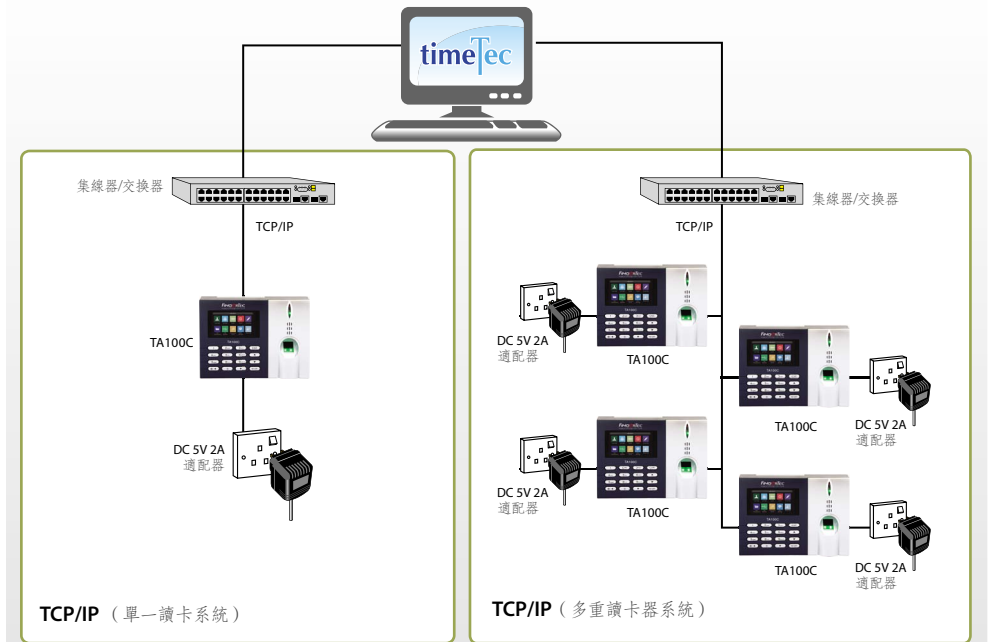 timeTec
集線器/交換器
TCP/IP
TA100C
DC 5V 2A
適配器
TCP/IP（單一讀卡系統）
集線器/交換器
TCP/IP
DC 5V 2A
適配器
TA100C
TA100C
DC 5V 2A
適配器
DC 5V 2A
適配器
TA100C
TA100C
DC 5V 2A
適配器
TCP/IP（多重讀卡器系統）